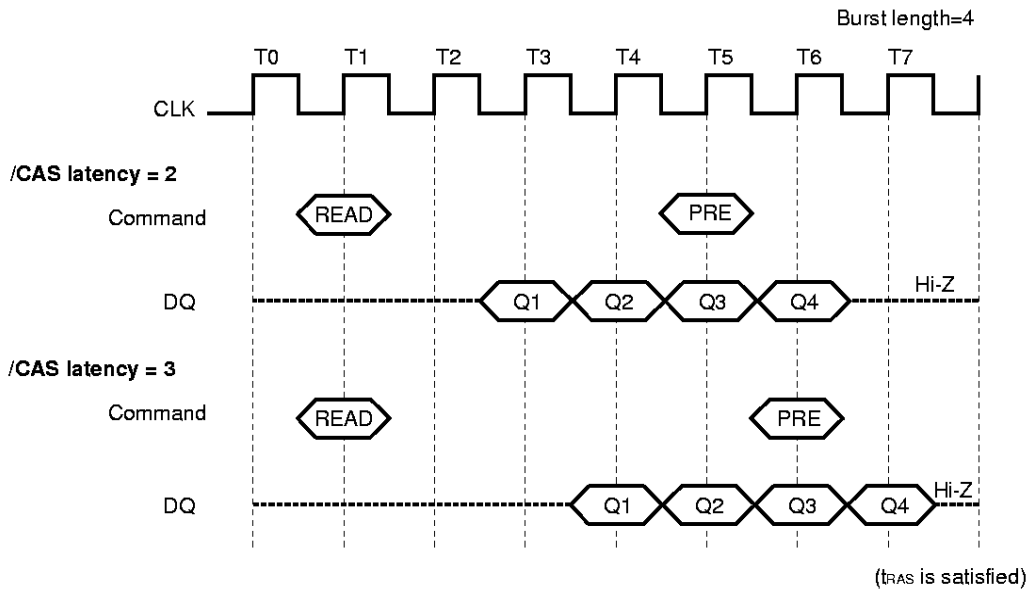 Burst length=4
T0 T1 T2 T3 T4 T5 T6 T7
CLK
/CAS latency = 2
Command READ PRE
DQ Q1 Q2 Q3 Q4 Hi-Z
/CAS latency = 3
Command READ PRE
DQ Q1 Q2 Q3 Q4 Hi-Z
(tRAS is satisfied)